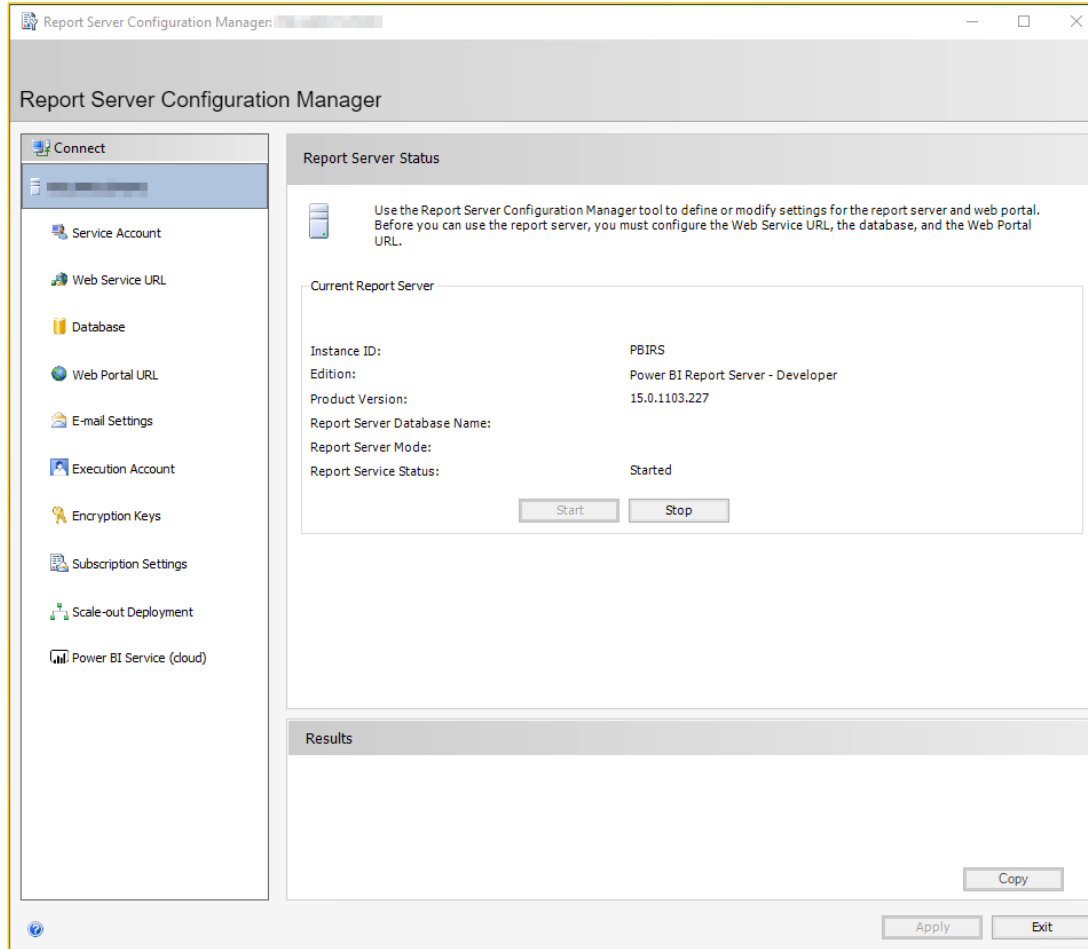 Report Server Configuration Manager:
Report Server Configuration Manager
Connect
Service Account
Web Service URL
Database
Web Portal URL
E-mail Settings
Execution Account
Encryption Keys
Subscription Settings
Scale-out Deployment
Power BI Service (cloud)
Report Server Status
Use the Report Server Configuration Manager tool to define or modify settings for the report server and web portal.
Before you can use the report server, you must configure the Web Service URL, the database, and the Web Portal
URL.
Current Report Server
Instance ID: PBIRS
Edition: Power BI Report Server - Developer
Product Version: 15.0.1103.227
Report Server Database Name:
Report Server Mode:
Report Service Status: Started
Start Stop
Results
Copy
Apply Exit